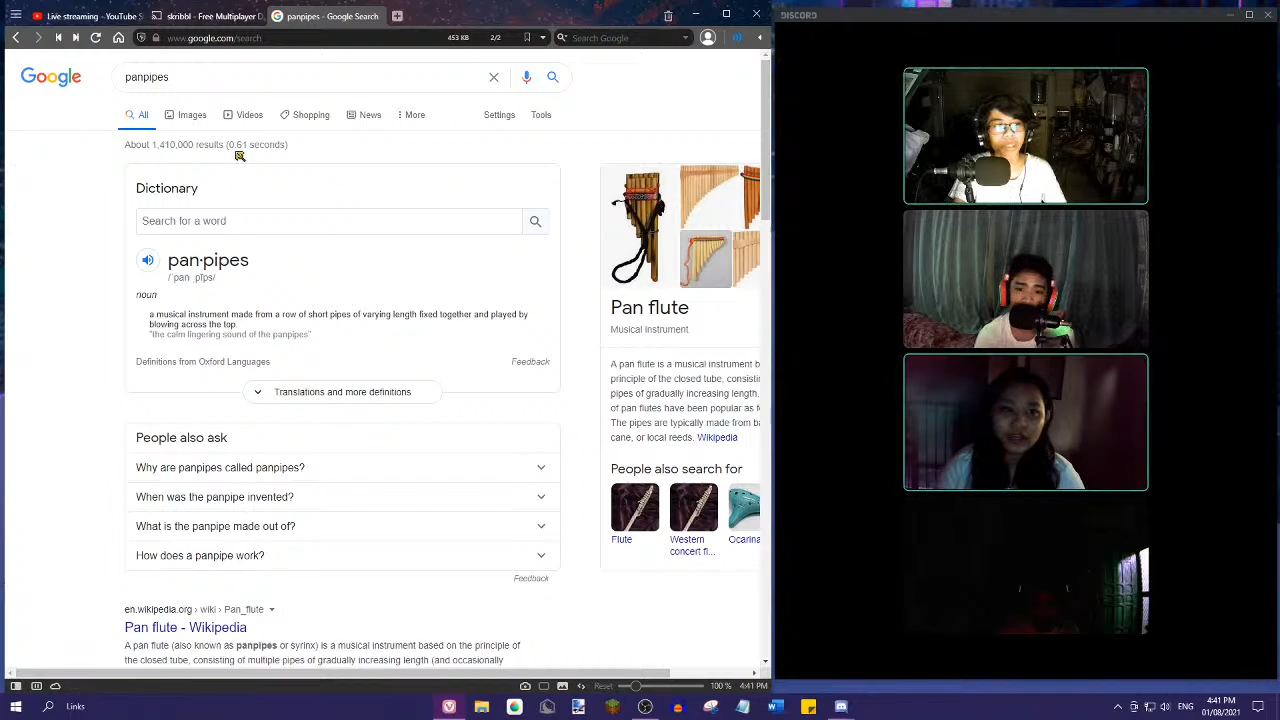 Live streaming - YouTube S
skribbl - Free Multiplayer D
panpipes - Google Search
DISCORD
www.google.com/search
453 KB
2/2
Search Google
Google
panpipes
All
Images
Videos
Shopping
News
More
Settings
Tools
About 1,410,000 results (0.61 seconds)
Dictionary
Search for a word
pan·pipes
/ˈpanˌpīps/
noun
a musical instrument made from a row of short pipes of varying length fixed together and played by
blowing across the top.
"the calm lingering sound of the panpipes"
Definitions from Oxford Languages
Feedback
Translations and more definitions
People also ask
Why are panpipes called panpipes?
When was the panpipe invented?
What is the panpipe made out of?
How does a panpipe work?
Feedback
en.wikipedia.org › wiki › Pan_flute
Pan flute - Wikipedia
A pan flute (also known as panpipes or syrinx) is a musical instrument based on the principle of
the closed tube, consisting of multiple pipes of gradually increasing length (and occasionally
Pan flute
Musical instrument
A pan flute is a musical instrument b
principle of the closed tube, consistin
pipes of gradually increasing length.
of pan flutes have been popular as fo
The pipes are typically made from ba
cane, or local reeds. Wikipedia
People also search for
Flute
Western
concert fl...
Ocarina
Reset
100 %
4:41 PM
Links
ENG
4:41 PM
01/08/2021